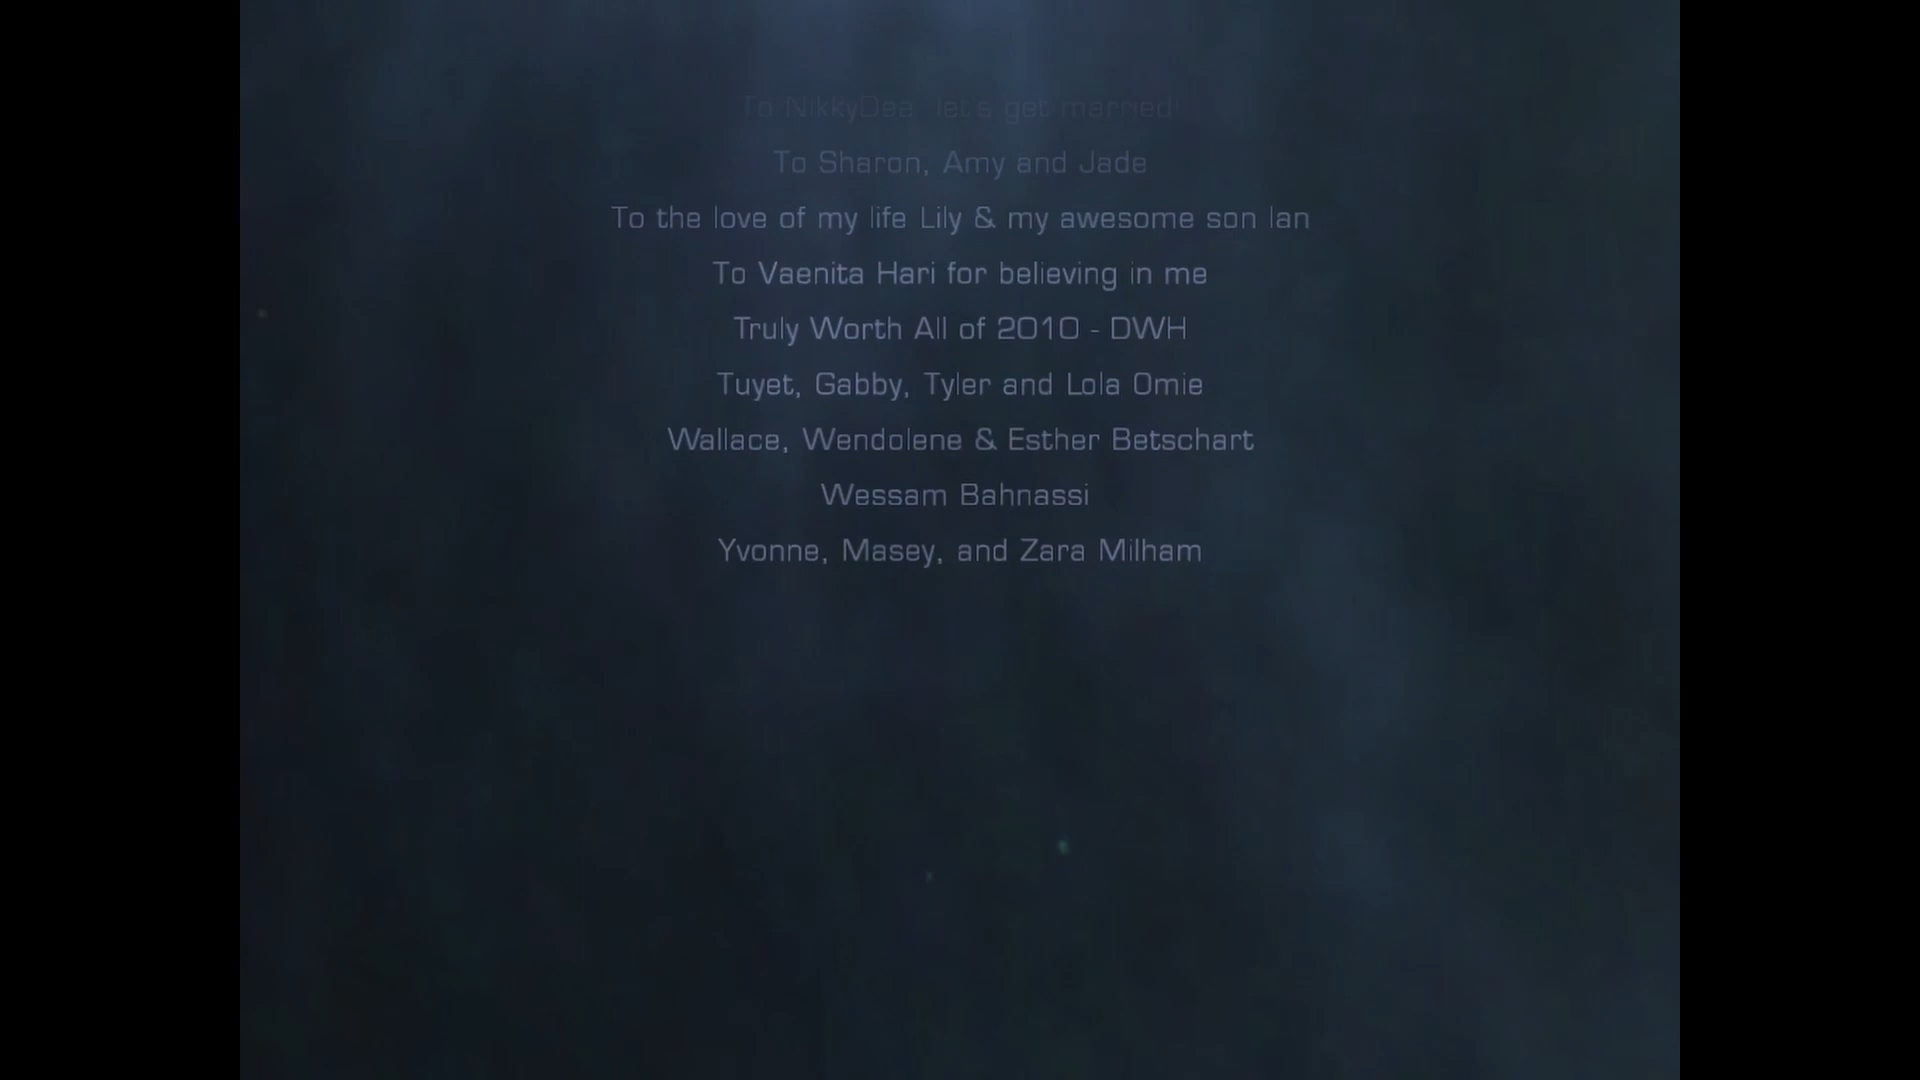 To NikkyDee, let's get married!
To Sharon, Amy and Jade
To the love of my life Lily & my awesome son Ian
To Vaenita Hari for believing in me
Truly Worth All of 2010 - DWH
Tuyet, Gabby, Tyler and Lola Omie
Wallace, Wendolene & Esther Betschart
Wessam Bahnassi
Yvonne, Masey, and Zara Milham